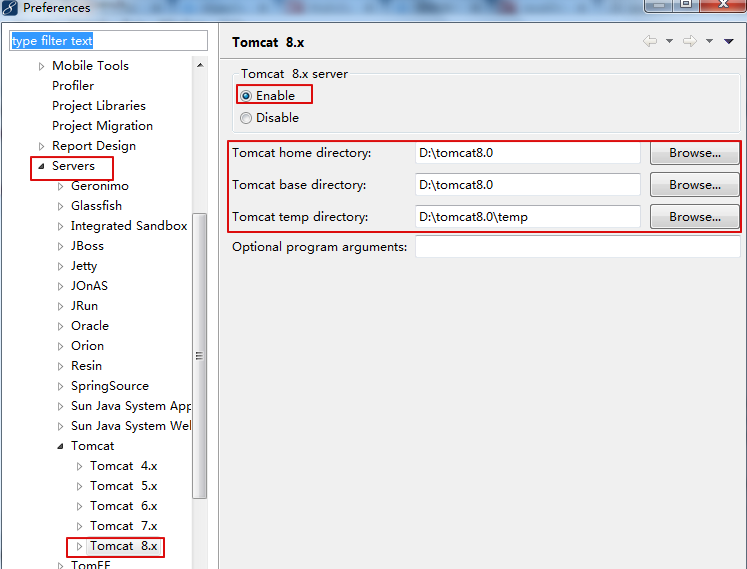 Preferences
type filter text
Mobile Tools
Profiler
Project Libraries
Project Migration
Report Design
Servers
Geronimo
Glassfish
Integrated Sandbox
JBoss
Jetty
JOnAS
JRun
Oracle
Orion
Resin
SpringSource
Sun Java System App
Sun Java System Wel
Tomcat
Tomcat 4.x
Tomcat 5.x
Tomcat 6.x
Tomcat 7.x
Tomcat 8.x
TomEE
Tomcat 8.x
Tomcat 8.x server
Enable
Disable
Tomcat home directory: D:\tomcat8.0 Browse...
Tomcat base directory: D:\tomcat8.0 Browse...
Tomcat temp directory: D:\tomcat8.0\temp Browse...
Optional program arguments: